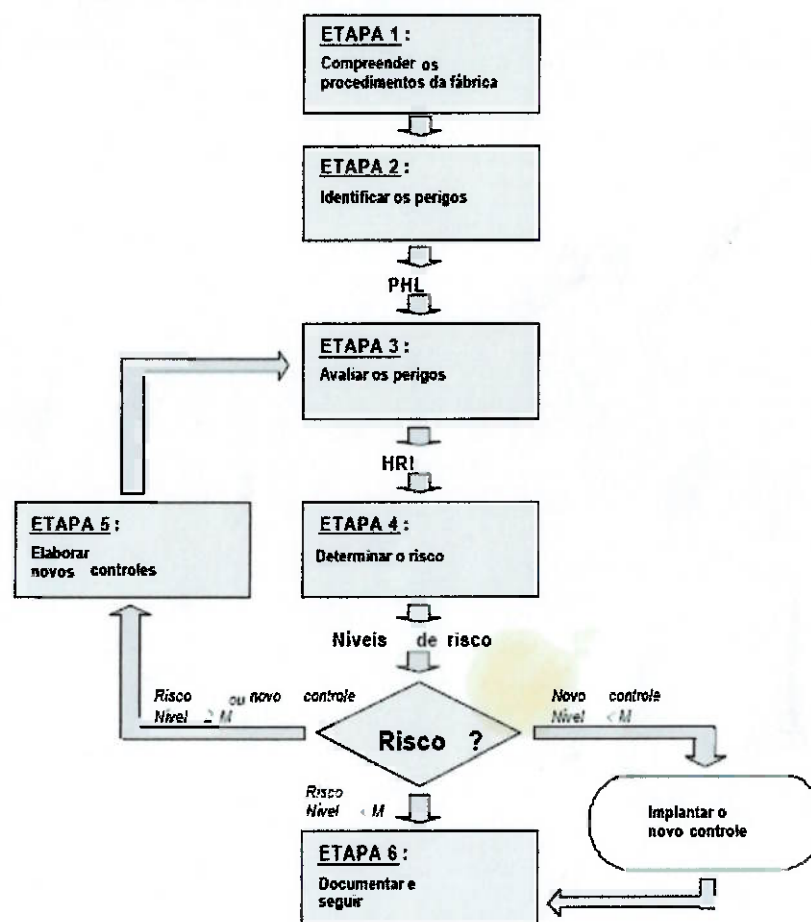 ETAPA 1:
Compreender os
procedimentos da fábrica
ETAPA 2:
Identificar os perigos
PHL
ETAPA 3:
Avaliar os perigos
HRI
ETAPA 5:
Elaborar
novos controles
ETAPA 4:
Determinar o risco
Níveis de risco
Risco ou novo controle
Nível ≥ M
Novo controle
Nível < M
Risco ?
Risco
Nível < M
Implantar o
novo controle
ETAPA 6:
Documentar e
seguir